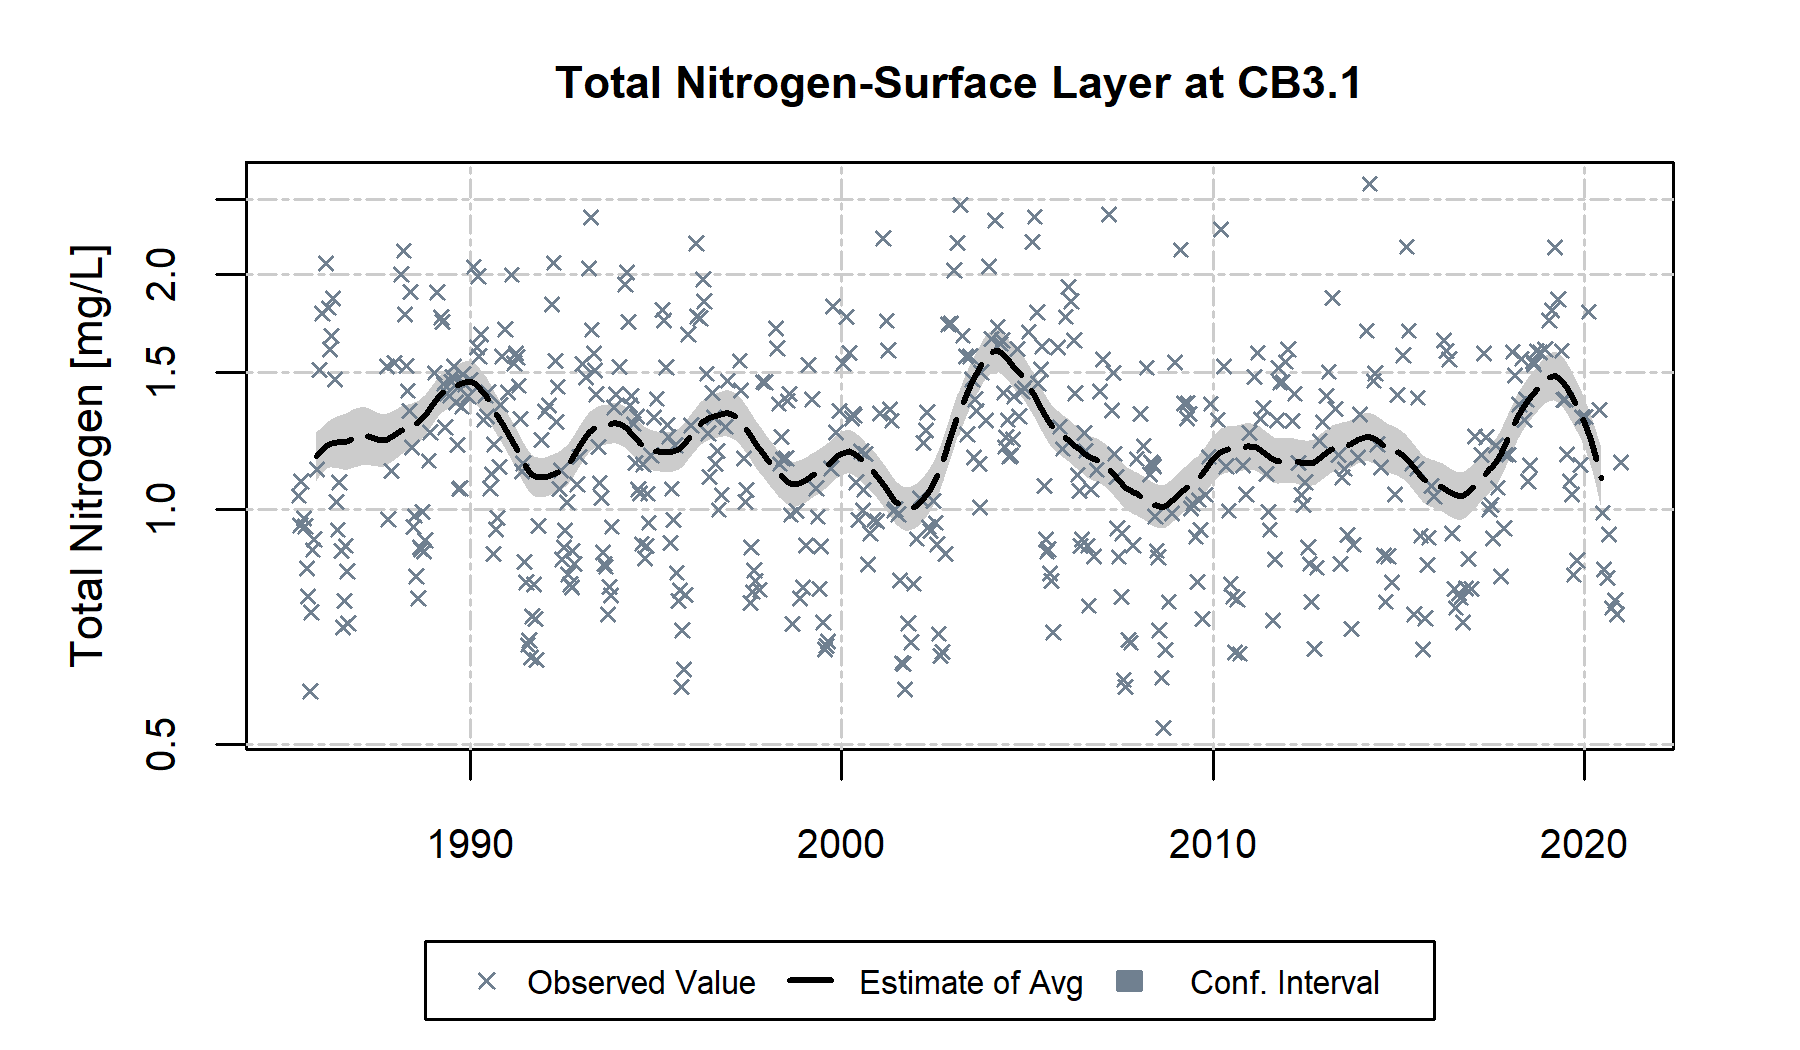 Total Nitrogen-Surface Layer at CB3.1
Total Nitrogen [mg/L]
2.0
1.5
1.0
0.5
1990 2000 2010 2020
Observed Value Estimate of Avg Conf. Interval